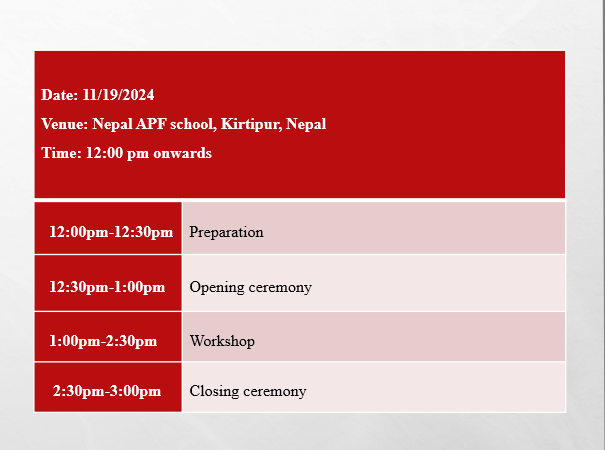 Date: 11/19/2024
Venue: Nepal APF school, Kirtipur, Nepal
Time: 12:00 pm onwards
12:00pm-12:30pm Preparation
12:30pm-1:00pm Opening ceremony
1:00pm-2:30pm Workshop
2:30pm-3:00pm Closing ceremony